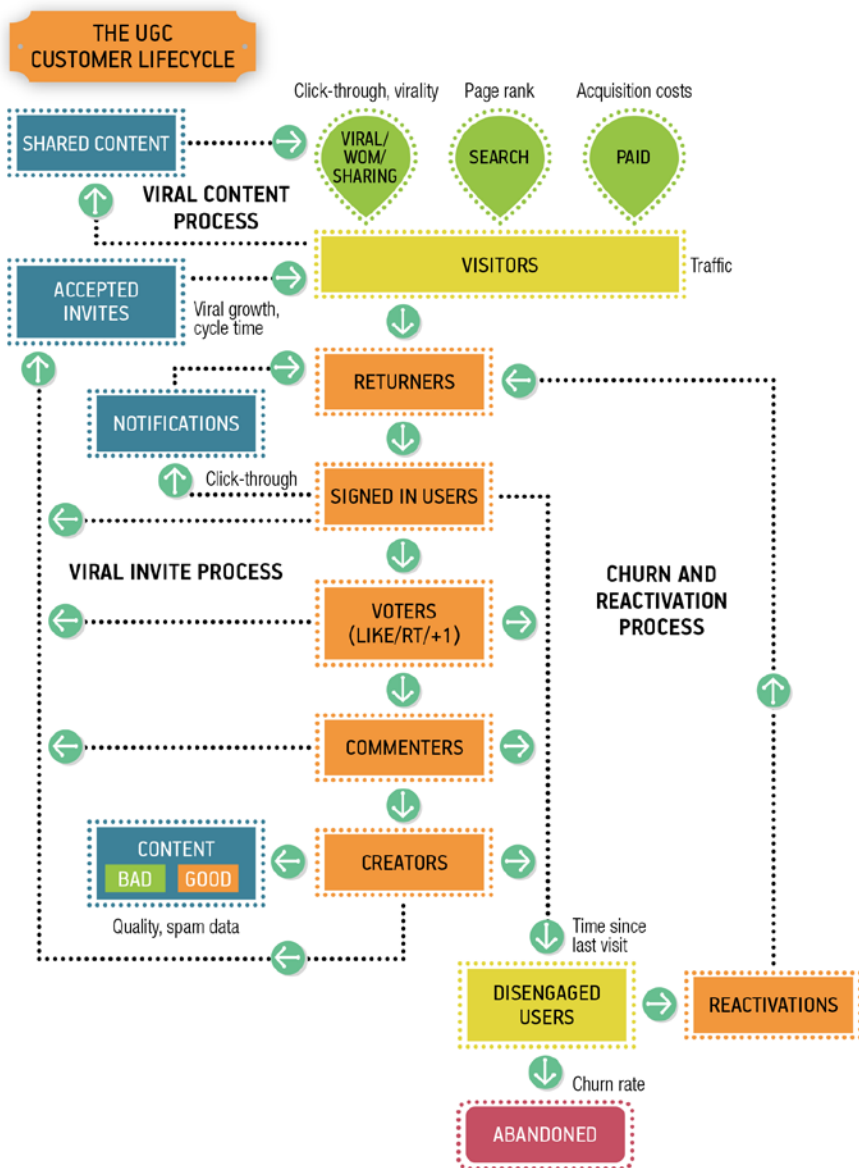 THE UGC
CUSTOMER LIFECYCLE
Click-through, virality
Page rank
Acquisition costs
SHARED CONTENT
VIRAL/
WOM/
SHARING
SEARCH
PAID
VIRAL CONTENT
PROCESS
VISITORS
Traffic
ACCEPTED
INVITES
Viral growth,
cycle time
RETURNERS
NOTIFICATIONS
Click-through
SIGNED IN USERS
VIRAL INVITE PROCESS
CHURN AND
REACTIVATION
PROCESS
VOTERS
(LIKE/RT/+1)
COMMENTERS
CONTENT
BAD
GOOD
CREATORS
Quality, spam data
Time since
last visit
DISENGAGED
USERS
REACTIVATIONS
Churn rate
ABANDONED